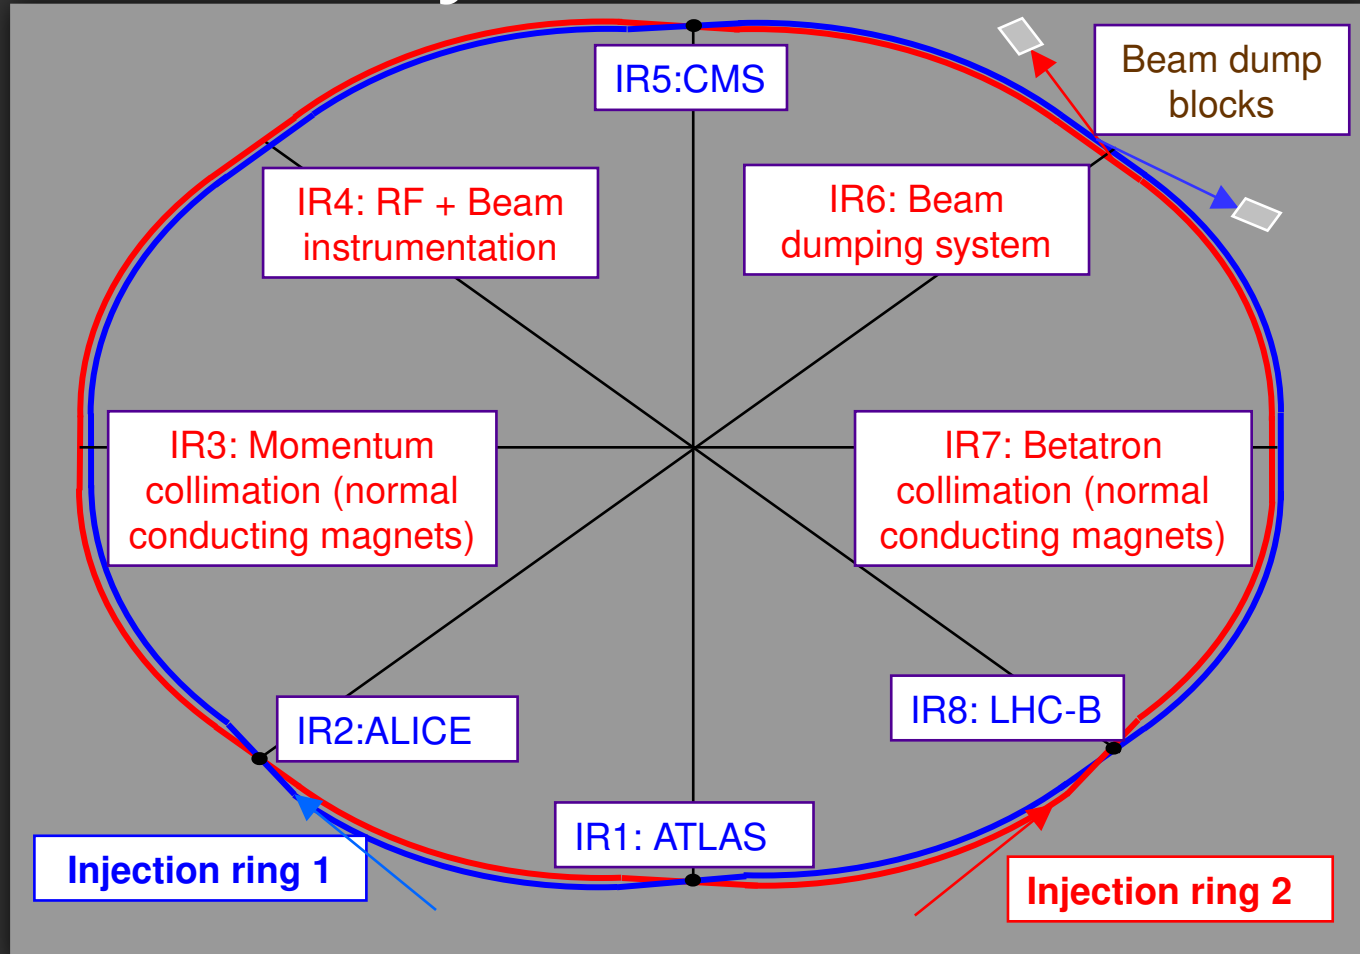 IR5:CMS
Beam dump
blocks
IR4: RF + Beam
instrumentation
IR6: Beam
dumping system
IR3: Momentum
collimation (normal
conducting magnets)
IR7: Betatron
collimation (normal
conducting magnets)
IR2:ALICE
IR8: LHC-B
IR1: ATLAS
Injection ring 1
Injection ring 2